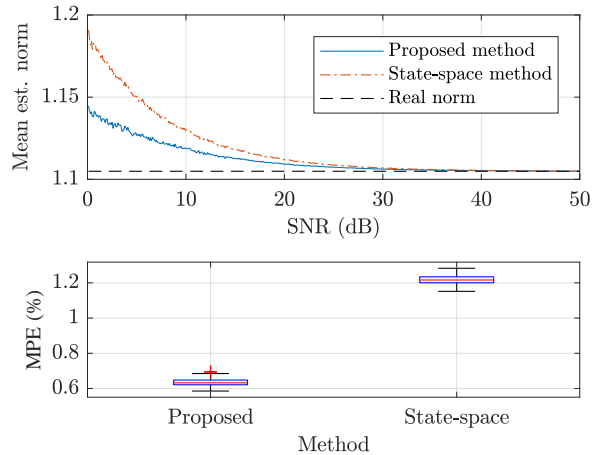 1.2
1.15
1.1
Mean est. norm
Proposed method
State-space method
Real norm
0
10
20
30
40
50
SNR (dB)
1.2
1
0.8
0.6
MPE (%)
Proposed
State-space
Method